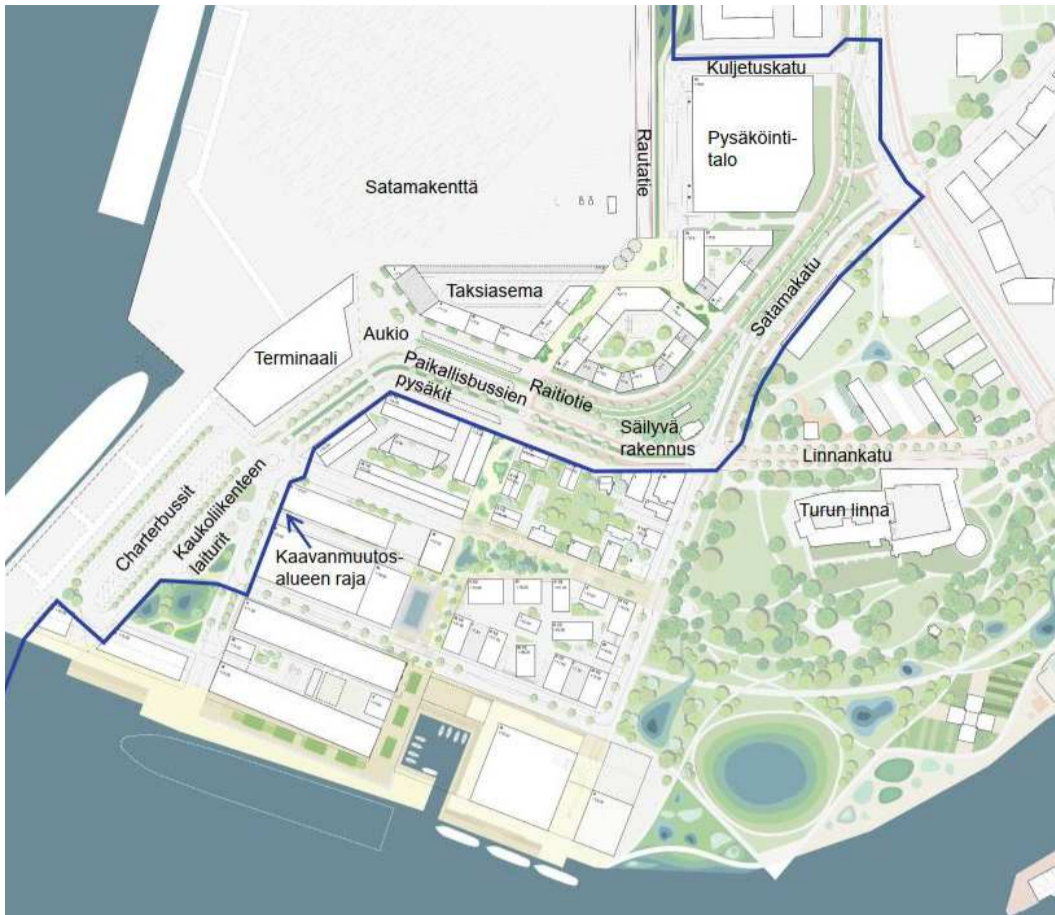 Kuljetuskatu
Pysäköinti-
talo
Rautatie
Satamakenttä
Taksiasema
Satamakatu
Aukio
Terminaali
Paikallisbussien
pysäkit
Raitiotie
Säilyvä
rakennus
Linnankatu
Turun linna
Charterbussit
Kaukoliikenteen
laiturit
Kaavanmuutos-
alueen raja